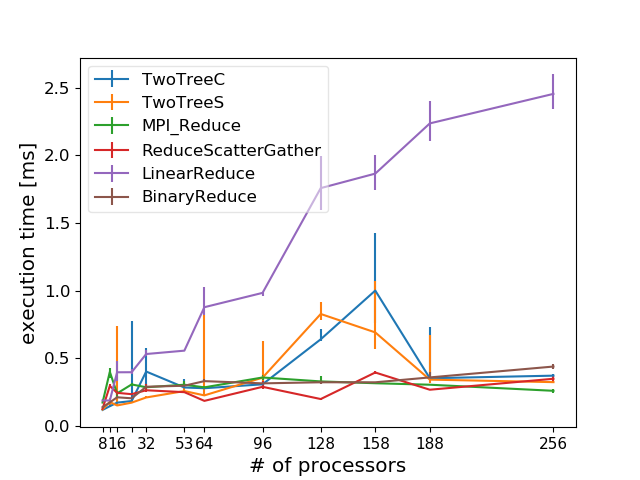 2.5
2.0
1.5
1.0
0.5
0.0
execution time [ms]
TwoTreeC
TwoTreeS
MPI_Reduce
ReduceScatterGather
LinearReduce
BinaryReduce
8 16 32 53 64 96 128 158 188 256
# of processors